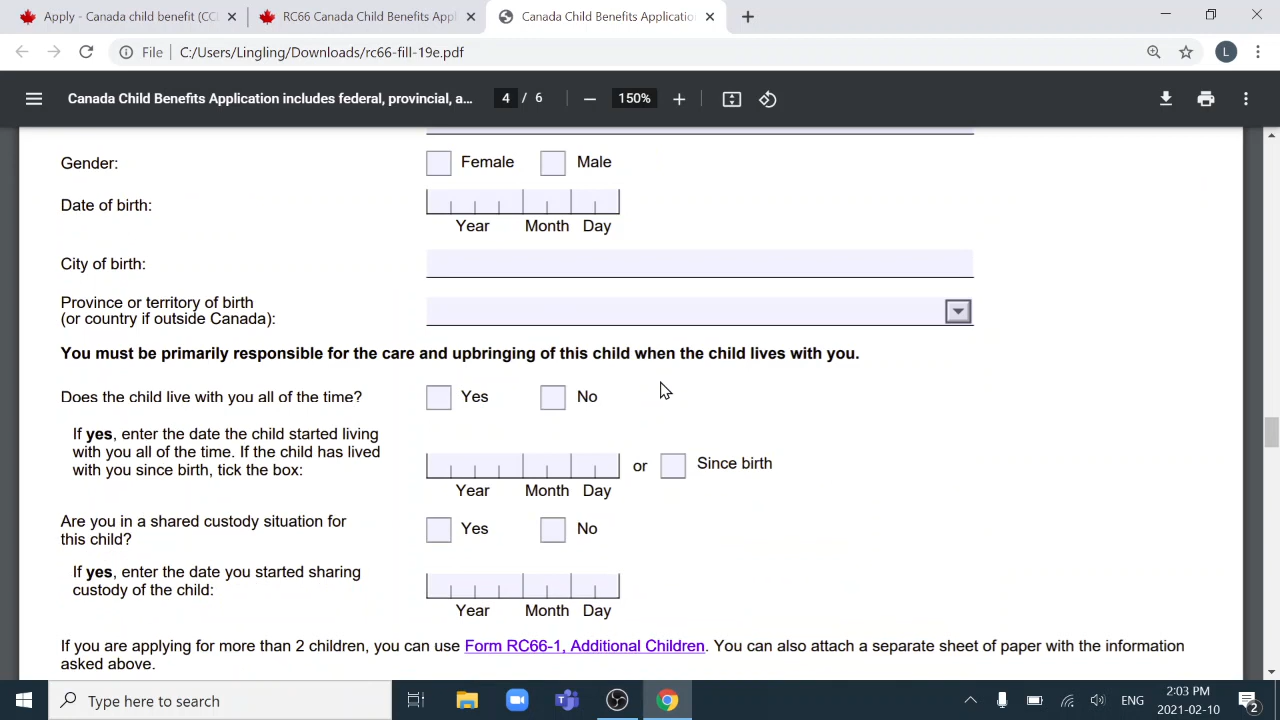 Apply - Canada child benefit (CC
RC66 Canada Child Benefits Appl
Canada Child Benefits Application
File
C:/Users/Lingling/Downloads/rc66-fill-19e.pdf
L
Canada Child Benefits Application includes federal, provincial, a...
4 / 6
150%
Gender:
Female
Male
Date of birth:
Year Month Day
City of birth:
Province or territory of birth
(or country if outside Canada):
You must be primarily responsible for the care and upbringing of this child when the child lives with you.
Does the child live with you all of the time?
Yes
No
If yes, enter the date the child started living
with you all of the time. If the child has lived
with you since birth, tick the box:
or
Since birth
Year Month Day
Are you in a shared custody situation for
this child?
Yes
No
If yes, enter the date you started sharing
custody of the child:
Year Month Day
If you are applying for more than 2 children, you can use Form RC66-1, Additional Children. You can also attach a separate sheet of paper with the information
asked above.
Type here to search
ENG
2:03 PM
2021-02-10
2